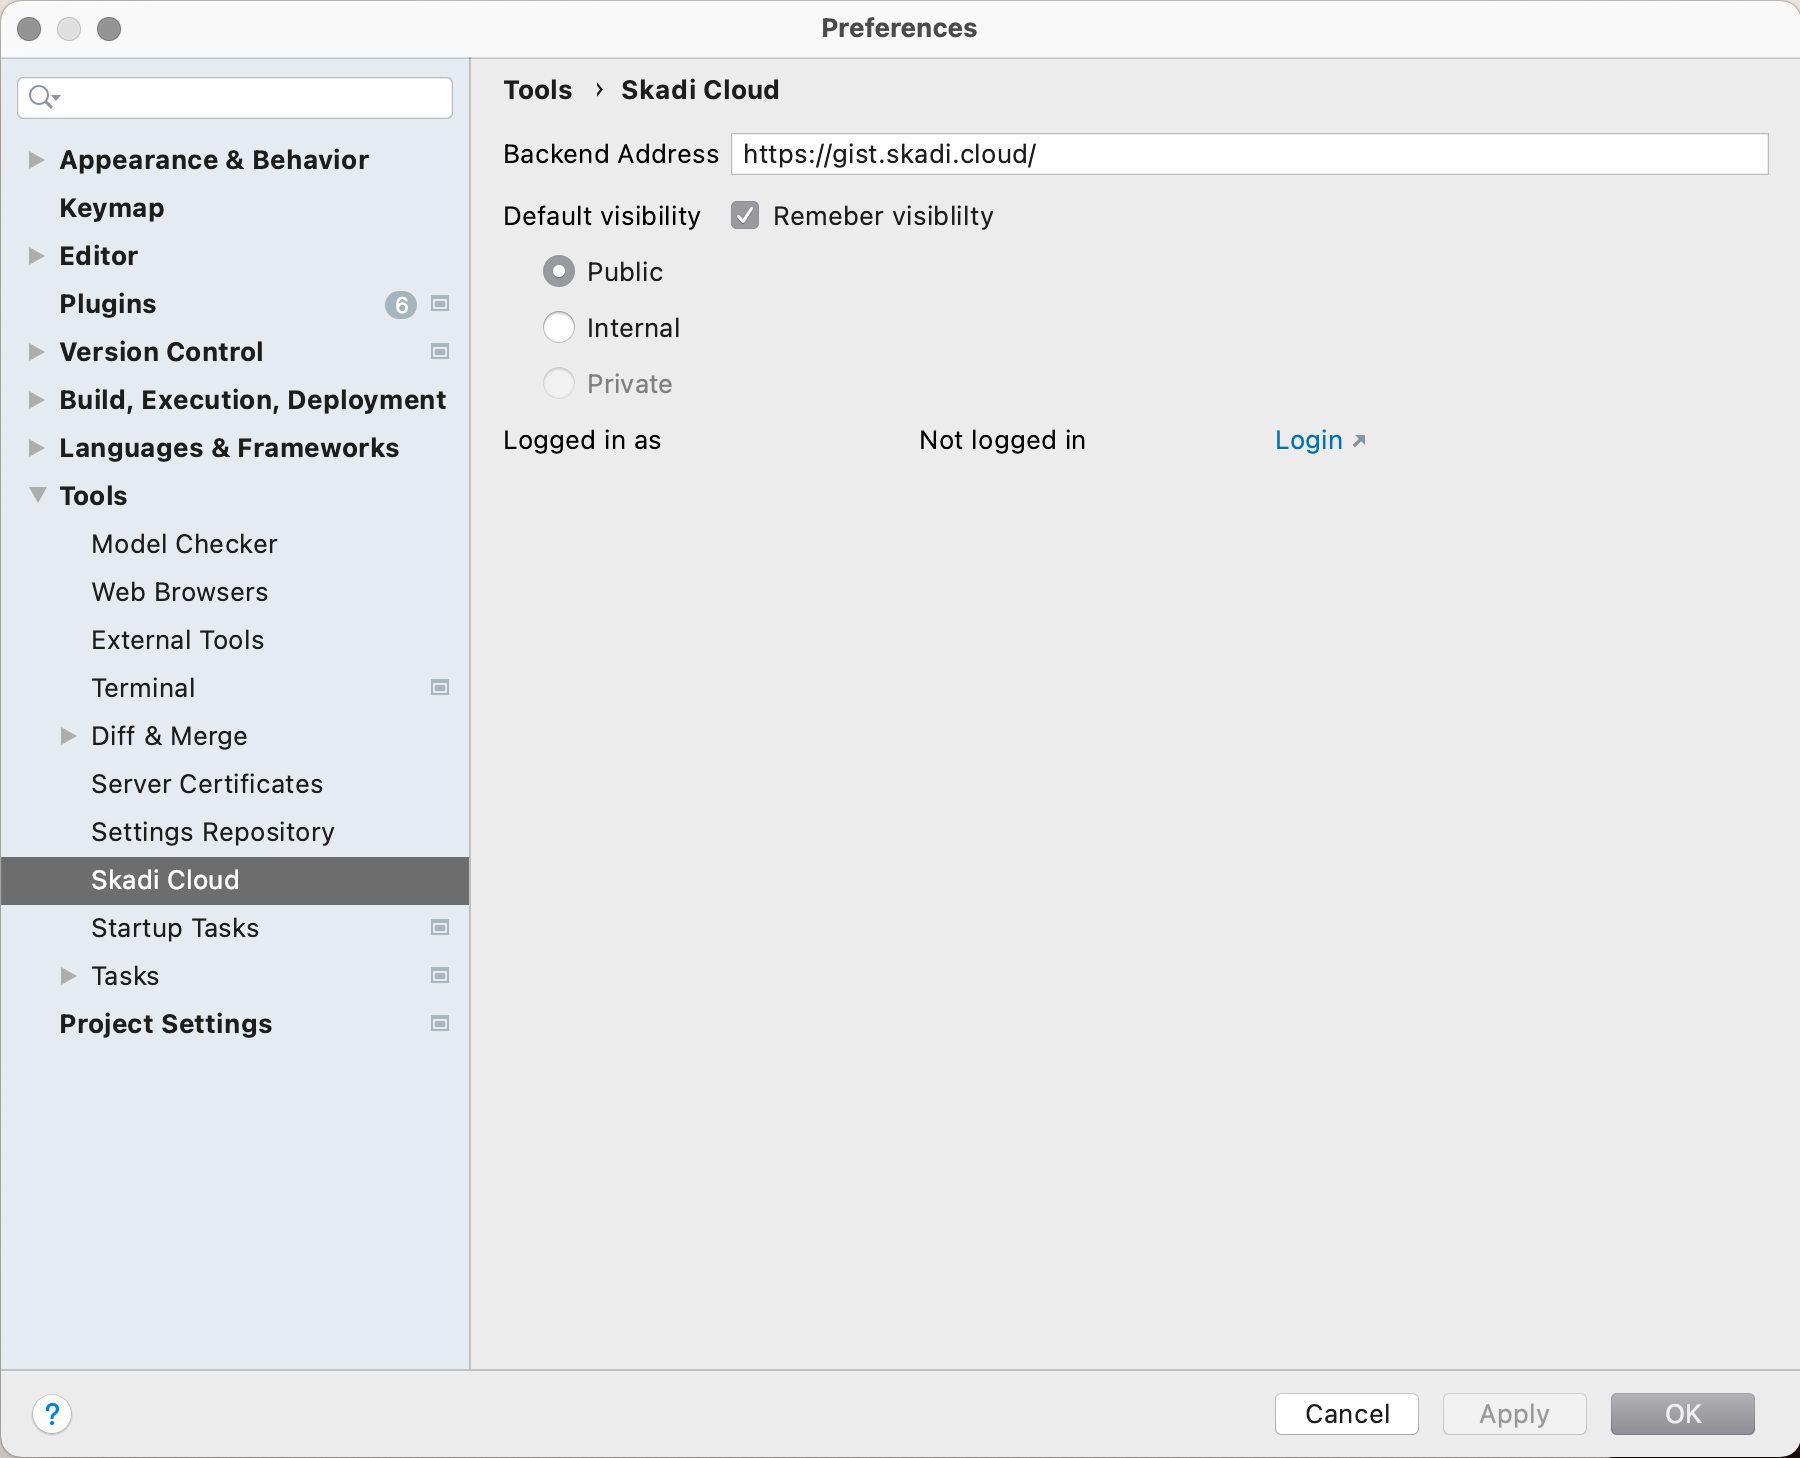 Preferences
Appearance & Behavior
Keymap
Editor
Plugins 6
Version Control
Build, Execution, Deployment
Languages & Frameworks
Tools
Model Checker
Web Browsers
External Tools
Terminal
Diff & Merge
Server Certificates
Settings Repository
Skadi Cloud
Startup Tasks
Tasks
Project Settings
Tools › Skadi Cloud
Backend Address https://gist.skadi.cloud/
Default visibility Remeber visiblilty
Public
Internal
Private
Logged in as Not logged in Login
? Cancel Apply OK